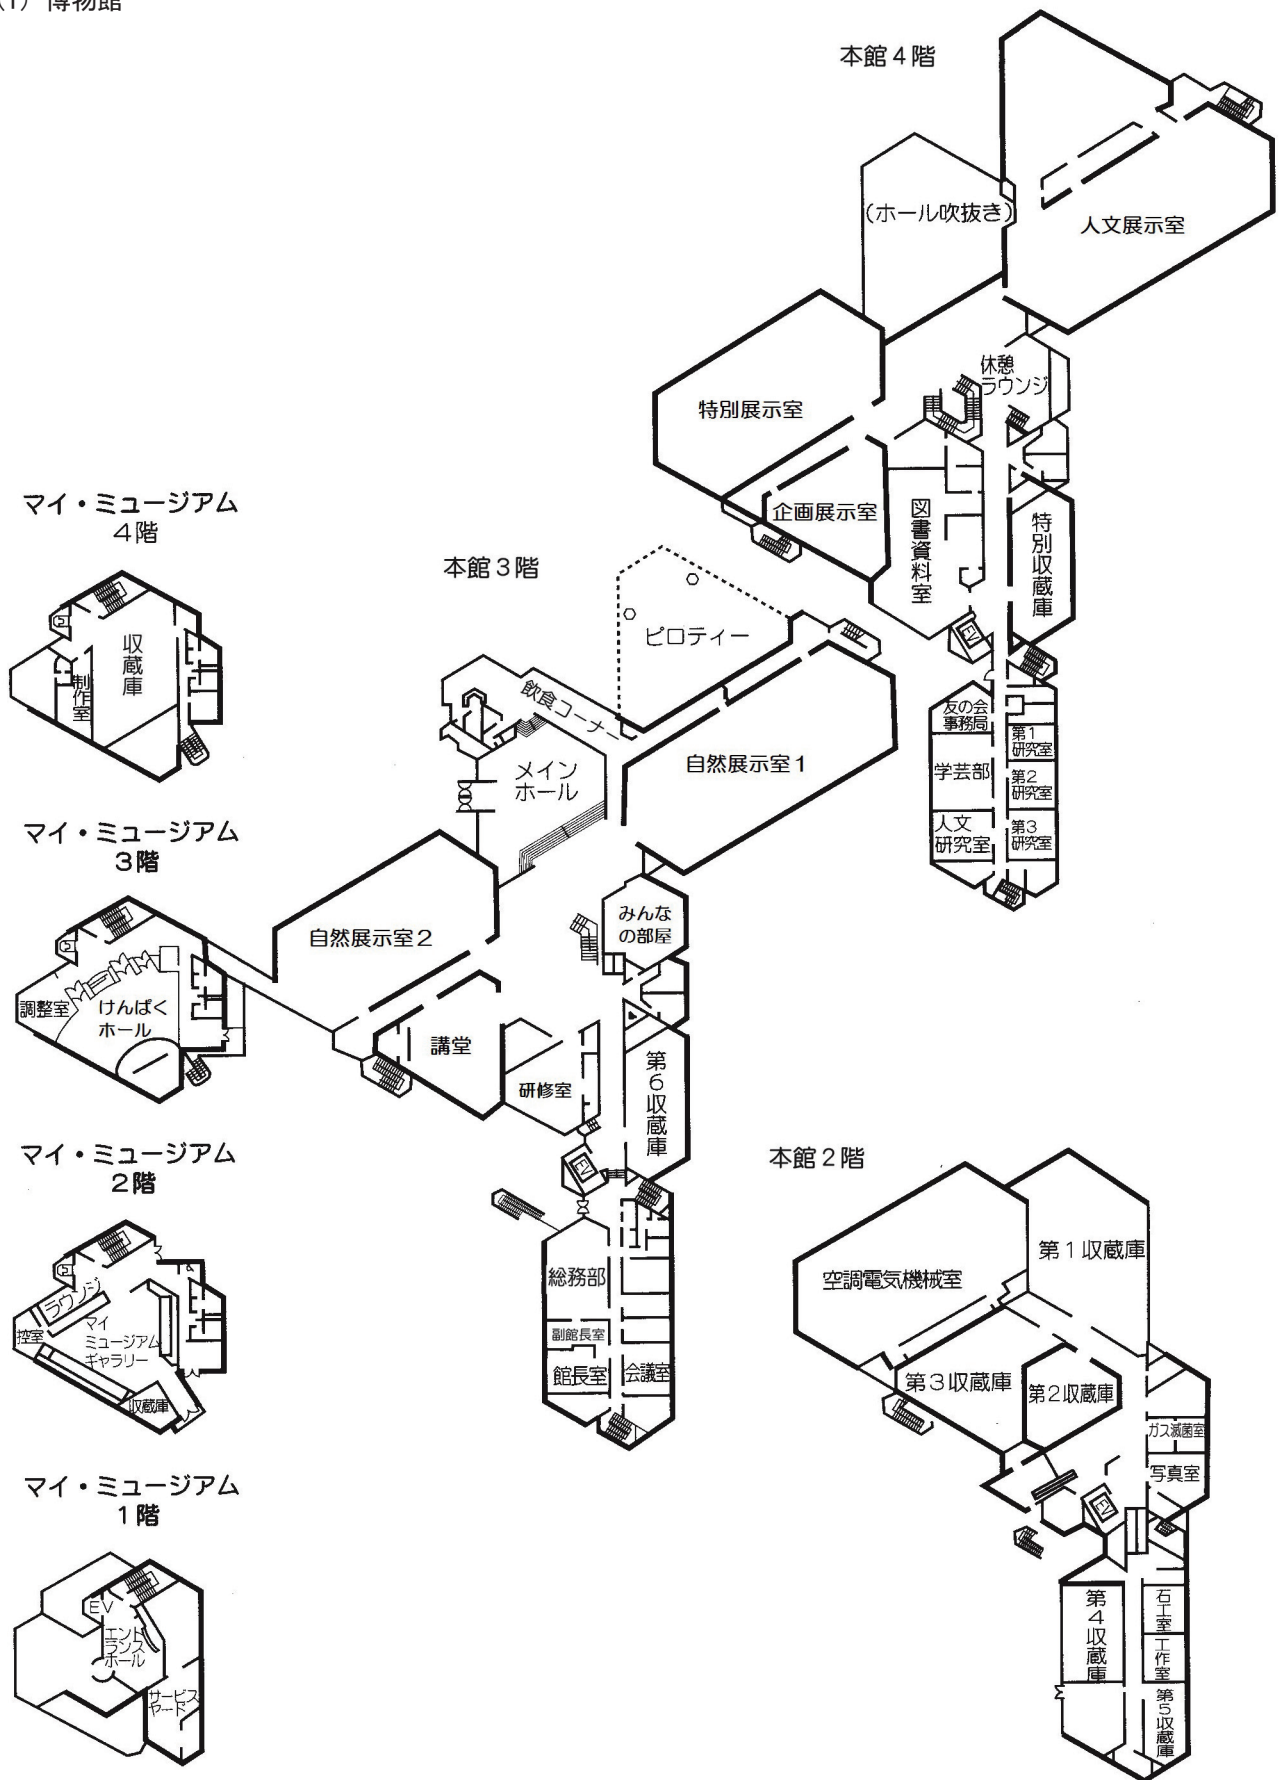 (1) 博物館
本館4階
(ホール吹抜き)
人文展示室
休憩
ラウンジ
特別展示室
企画展示室
図書資料室
特別収蔵庫
EV
友の会
事務局
第1
研究室
学芸部
第2
研究室
人文
研究室
第3
研究室
本館3階
ピロティー
飲食コーナー
メイン
ホール
自然展示室1
自然展示室2
みんな
の部屋
講堂
研修室
第6収蔵庫
EV
総務部
副館長室
館長室
会議室
本館2階
第1収蔵庫
空調電気機械室
第3収蔵庫
第2収蔵庫
ガス滅菌室
写真室
EV
第4収蔵庫
石工室
工作室
第5収蔵庫
マイ・ミュージアム
4階
収蔵庫
制作室
マイ・ミュージアム
3階
調整室
けんぱく
ホール
マイ・ミュージアム
2階
ラウンジ
控室
マイ
ミュージアム
ギャラリー
収蔵庫
マイ・ミュージアム
1階
EV
エント
ランス
ホール
サービス
ヤード